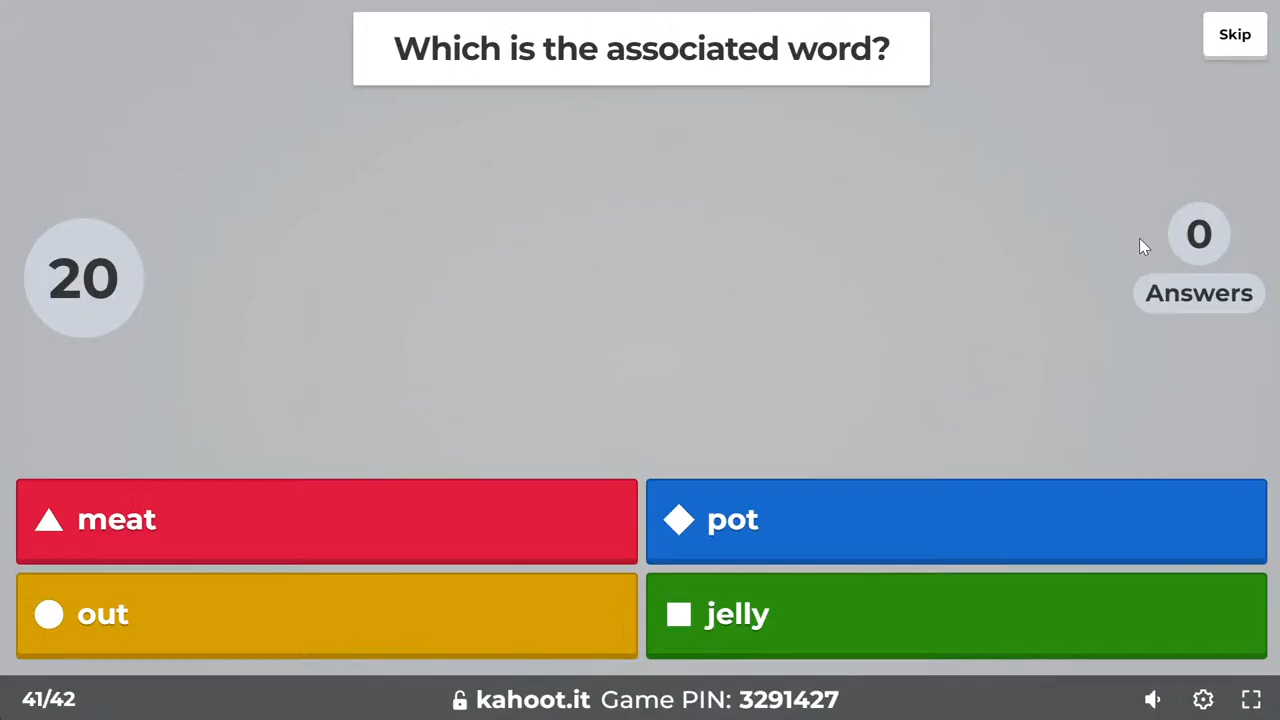 Which is the associated word?
Skip
20
0
Answers
meat
pot
out
jelly
41/42
kahoot.it Game PIN: 3291427